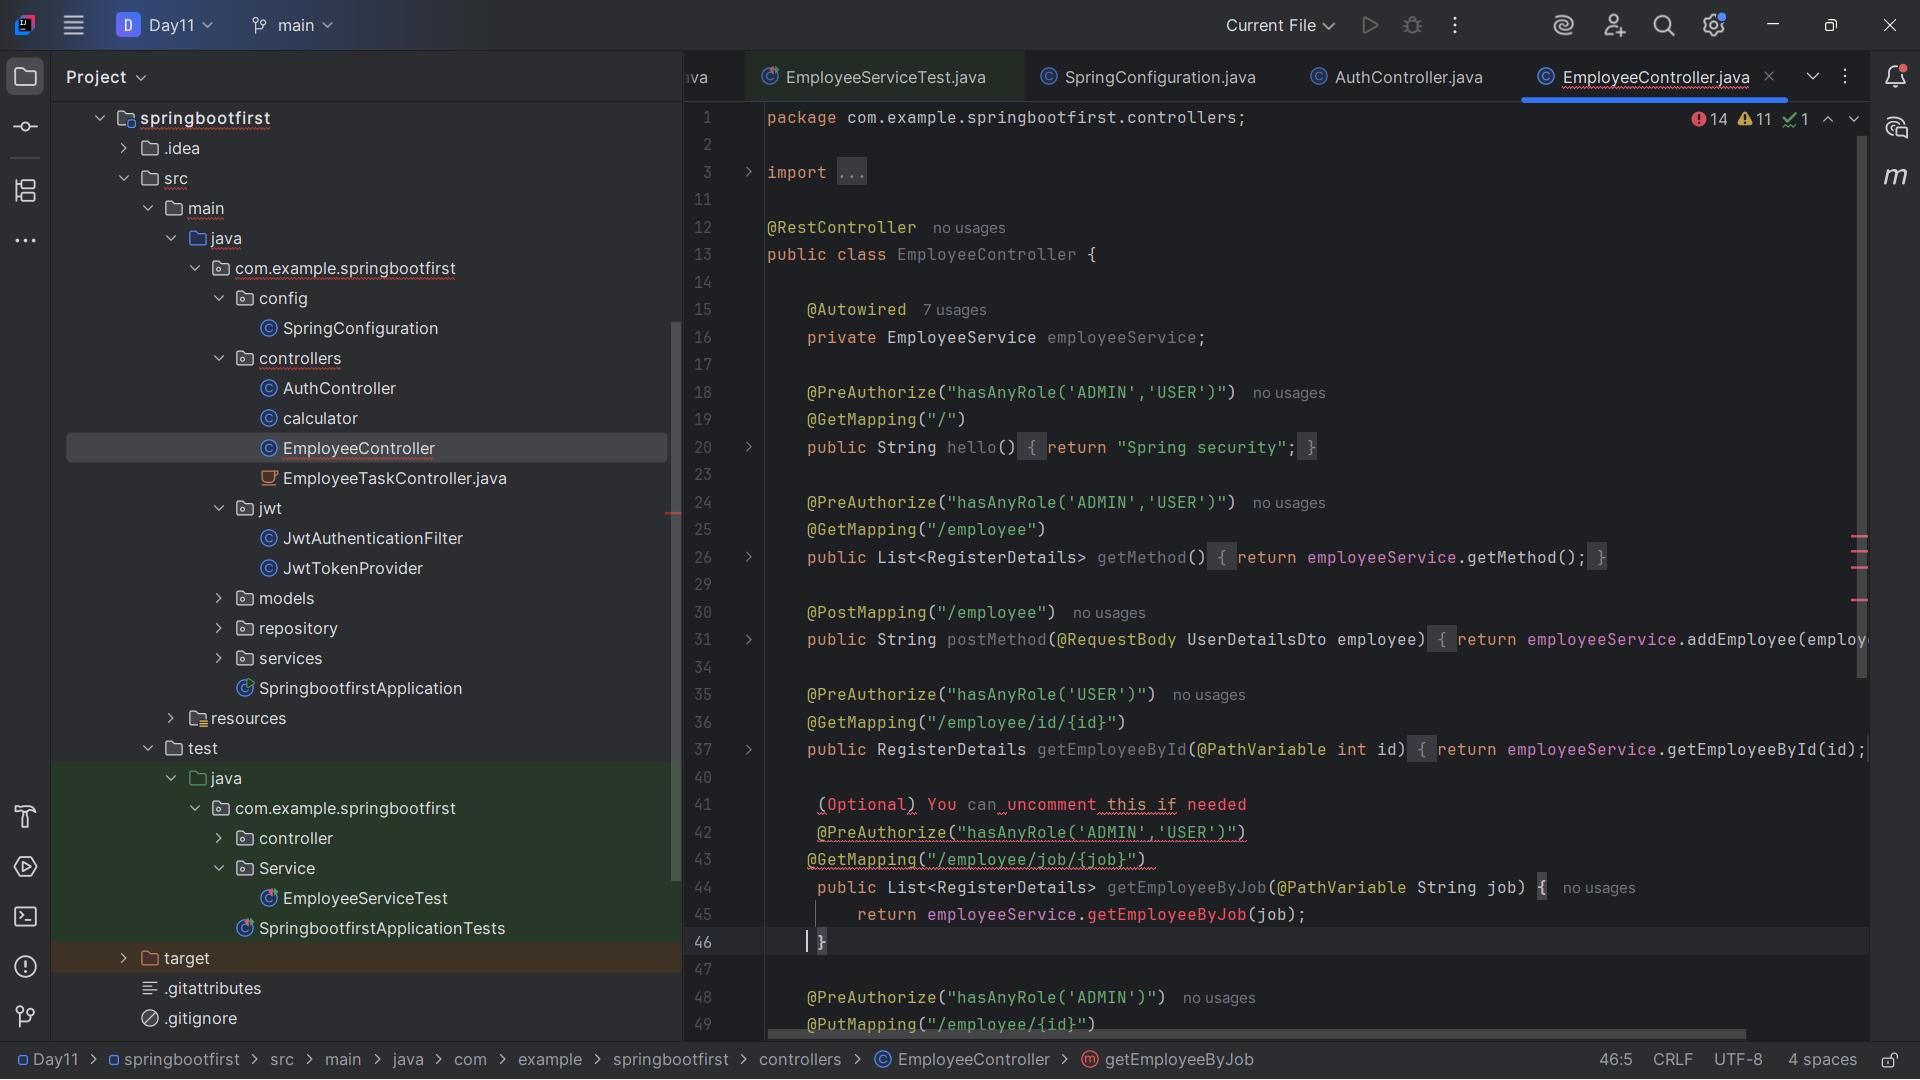 D Day11 main Current File
Project
ava EmployeeServiceTest.java SpringConfiguration.java AuthController.java EmployeeController.java
springbootfirst
.idea
src
main
java
com.example.springbootfirst
config
SpringConfiguration
controllers
AuthController
calculator
EmployeeController
EmployeeTaskController.java
jwt
JwtAuthenticationFilter
JwtTokenProvider
models
repository
services
SpringbootfirstApplication
resources
test
java
com.example.springbootfirst
controller
Service
EmployeeServiceTest
SpringbootfirstApplicationTests
target
.gitattributes
.gitignore
14 11 1
1 package com.example.springbootfirst.controllers;
2
3 import ...
11
12 @RestController no usages
13 public class EmployeeController {
14
15 @Autowired 7 usages
16 private EmployeeService employeeService;
17
18 @PreAuthorize("hasAnyRole('ADMIN','USER')") no usages
19 @GetMapping("/")
20 public String hello() { return "Spring security"; }
23
24 @PreAuthorize("hasAnyRole('ADMIN','USER')") no usages
25 @GetMapping("/employee")
26 public List<RegisterDetails> getMethod() { return employeeService.getMethod(); }
29
30 @PostMapping("/employee") no usages
31 public String postMethod(@RequestBody UserDetailsDto employee) { return employeeService.addEmployee(employ
34
35 @PreAuthorize("hasAnyRole('USER')") no usages
36 @GetMapping("/employee/id/{id}")
37 public RegisterDetails getEmployeeById(@PathVariable int id) { return employeeService.getEmployeeById(id);
40
41 (Optional) You can uncomment this if needed
42 @PreAuthorize("hasAnyRole('ADMIN','USER')")
43 @GetMapping("/employee/job/{job}")
44 public List<RegisterDetails> getEmployeeByJob(@PathVariable String job) { no usages
45 return employeeService.getEmployeeByJob(job);
46 }
47
48 @PreAuthorize("hasAnyRole('ADMIN')") no usages
49 @PutMapping("/employee/{id}")
m
Day11 > springbootfirst > src > main > java > com > example > springbootfirst > controllers > EmployeeController > getEmployeeByJob 46:5 CRLF UTF-8 4 spaces